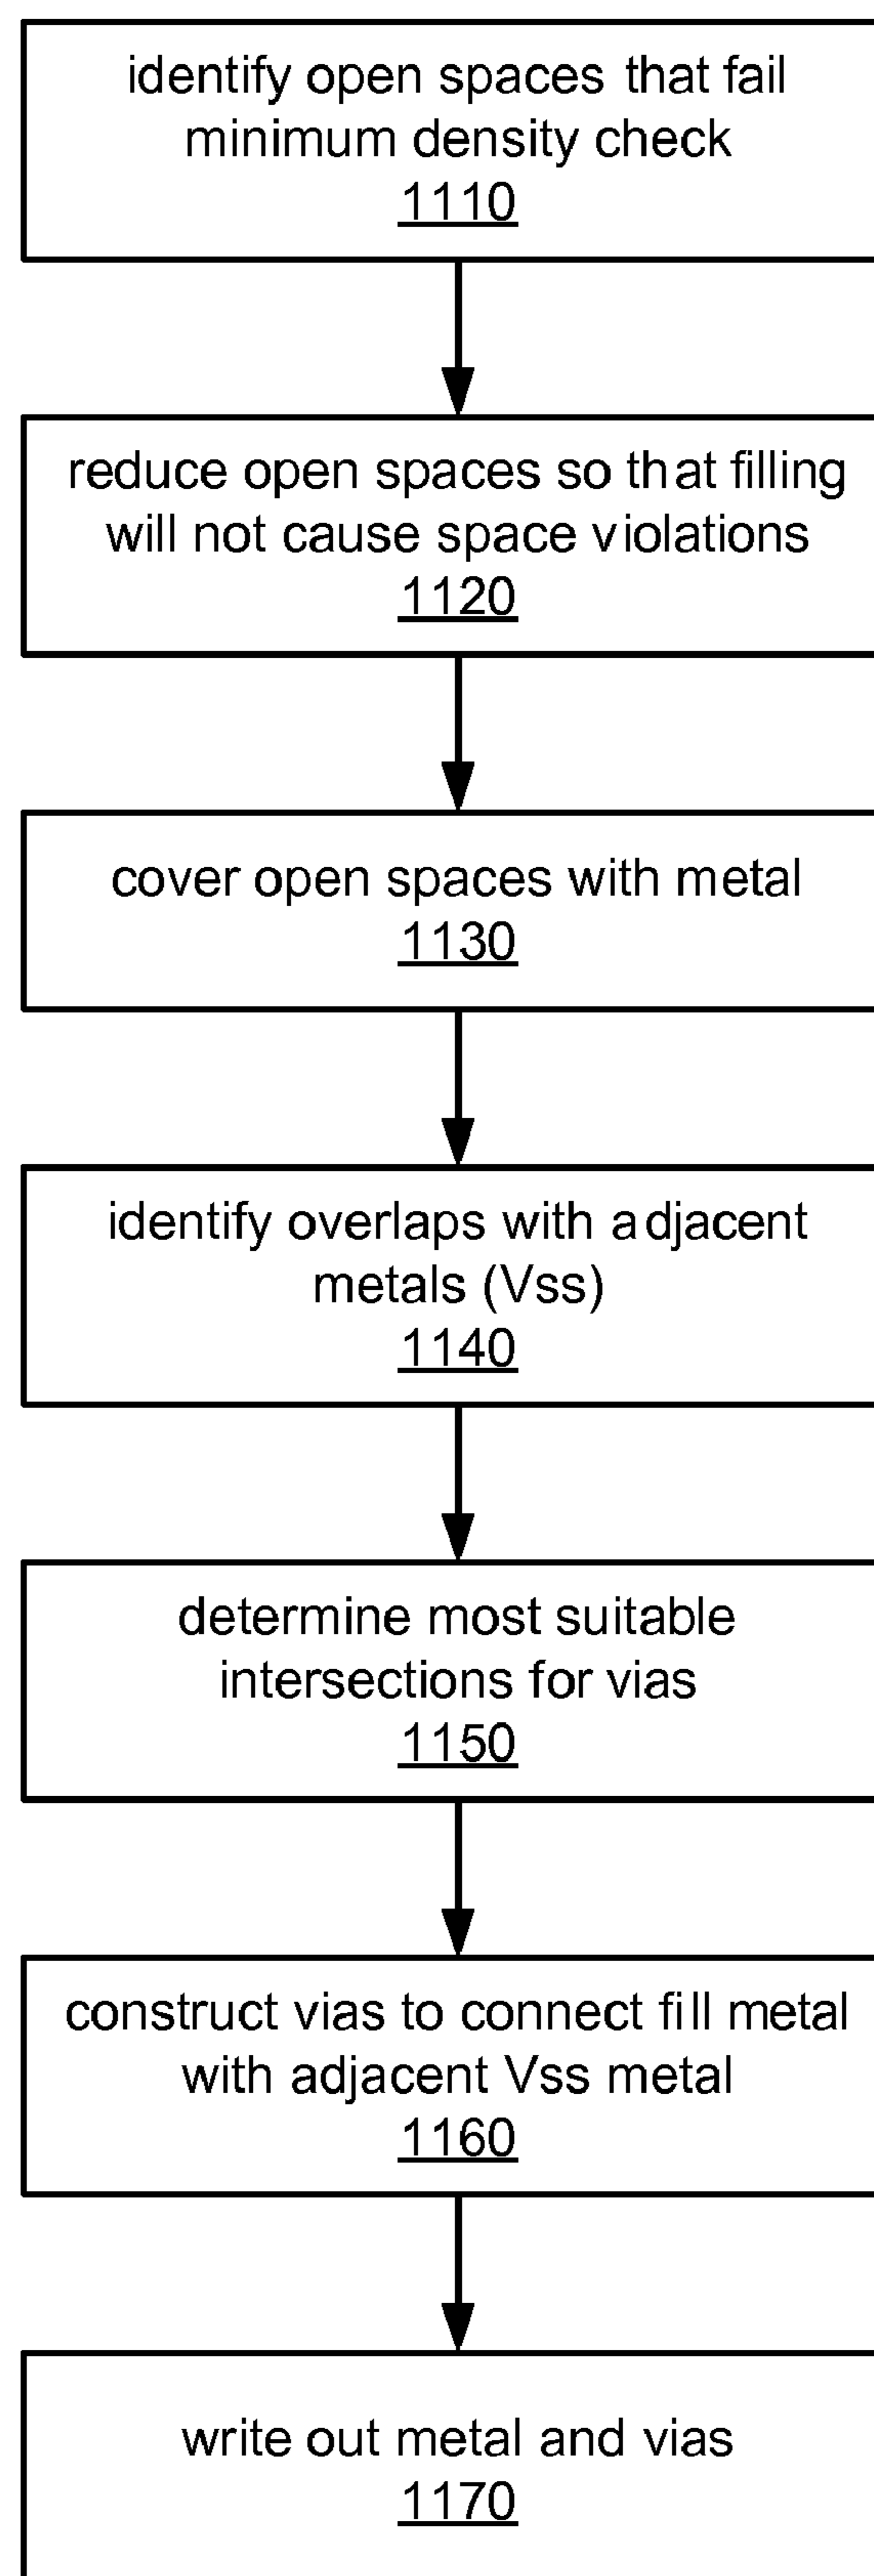 identify open spaces that fail
minimum density check
1110
reduce open spaces so that filling
will not cause space violations
1120
cover open spaces with metal
1130
identify overlaps with adjacent
metals (Vss)
1140
determine most suitable
intersections for vias
1150
construct vias to connect fill metal
with adjacent Vss metal
1160
write out metal and vias
1170